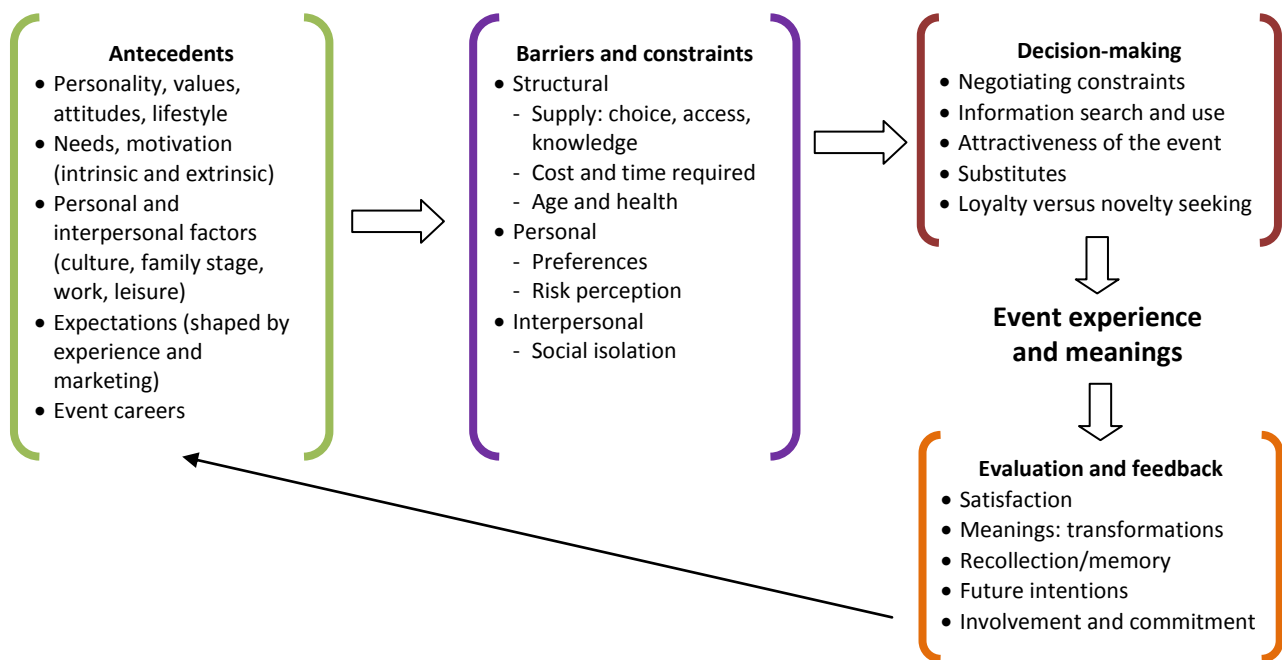 Antecedents
• Personality, values,
attitudes, lifestyle
• Needs, motivation
(intrinsic and extrinsic)
• Personal and
interpersonal factors
(culture, family stage,
work, leisure)
• Expectations (shaped by
experience and
marketing)
• Event careers
Barriers and constraints
• Structural
- Supply: choice, access,
knowledge
- Cost and time required
- Age and health
• Personal
- Preferences
- Risk perception
• Interpersonal
- Social isolation
Decision-making
• Negotiating constraints
• Information search and use
• Attractiveness of the event
• Substitutes
• Loyalty versus novelty seeking
Event experience
and meanings
Evaluation and feedback
• Satisfaction
• Meanings: transformations
• Recollection/memory
• Future intentions
• Involvement and commitment